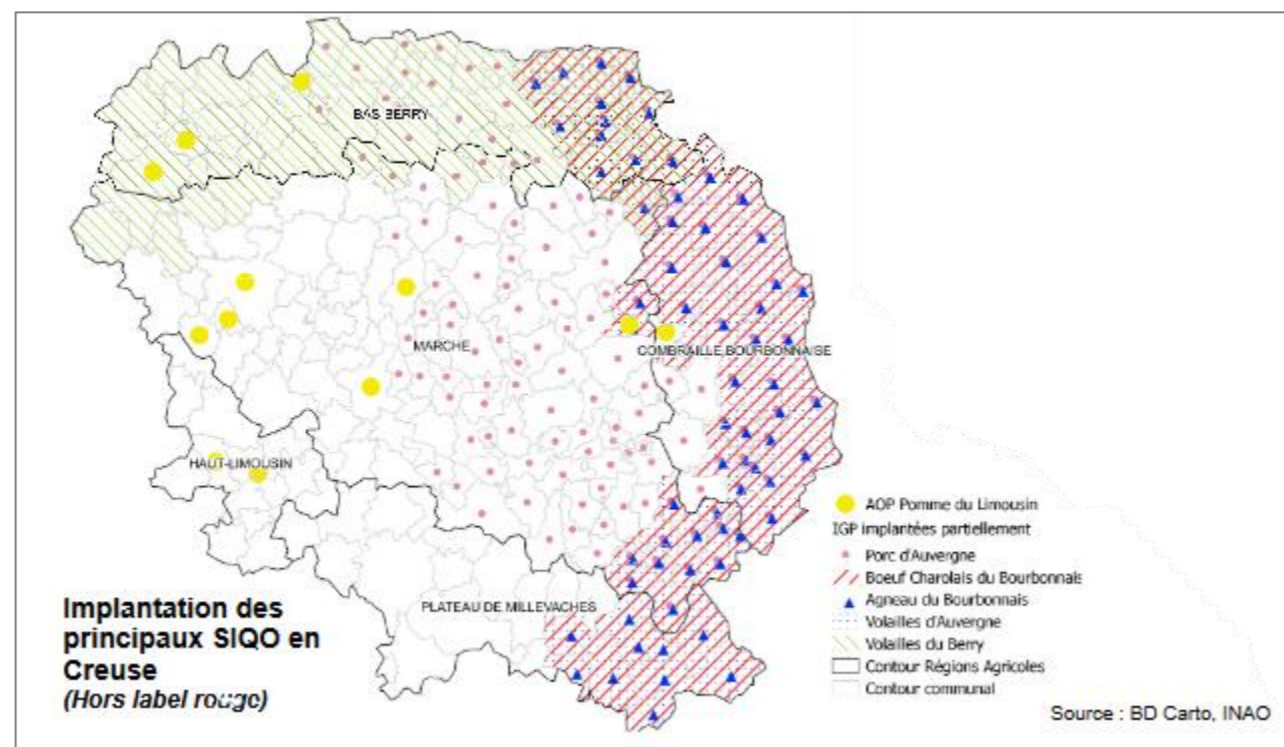 BAS BERRY
MARCHE
COMBRAILLE BOURBONNAISE
HAUT-LIMOUSIN
PLATEAU DE MILLEVACHES
Implantation des
principaux SIQO en
Creuse
(Hors label rouge)
AOP Pomme du Limousin
IGP implantées partiellement
Porc d'Auvergne
Boeuf Charolais du Bourbonnais
Agneau du Bourbonnais
Volailles d'Auvergne
Volailles du Berry
Contour Régions Agricoles
Contour communal
Source : BD Carto, INAO